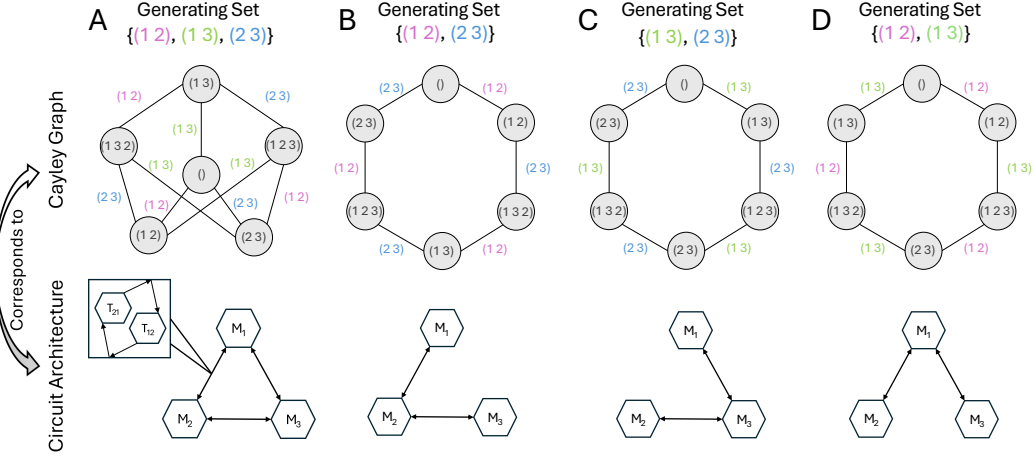 A
Generating Set
{(1 2), (1 3), (2 3)}
B
Generating Set
{(1 2), (2 3)}
C
Generating Set
{(1 3), (2 3)}
D
Generating Set
{(1 2), (1 3)}
Cayley Graph
Corresponds to
Circuit Architecture
(1 3)
(1 2)
(2 3)
(1 3)
(1 3 2)
(1 2 3)
(1 3)
(1 3)
()
(2 3)
(1 2)
(2 3)
(1 2)
(1 2)
(2 3)
()
(2 3)
(1 2)
(2 3)
(1 2)
(1 2)
(2 3)
(1 2 3)
(1 3 2)
(2 3)
(1 3)
(1 2)
()
(2 3)
(1 3)
(2 3)
(1 3)
(1 3)
(2 3)
(1 3 2)
(1 2 3)
(2 3)
(2 3)
(1 3)
()
(1 3)
(1 2)
(1 3)
(1 2)
(1 2)
(1 3)
(1 3 2)
(1 2 3)
(1 3)
(2 3)
(1 2)
T21
T12
M1
M2
M3
M1
M2
M3
M1
M2
M3
M1
M2
M3